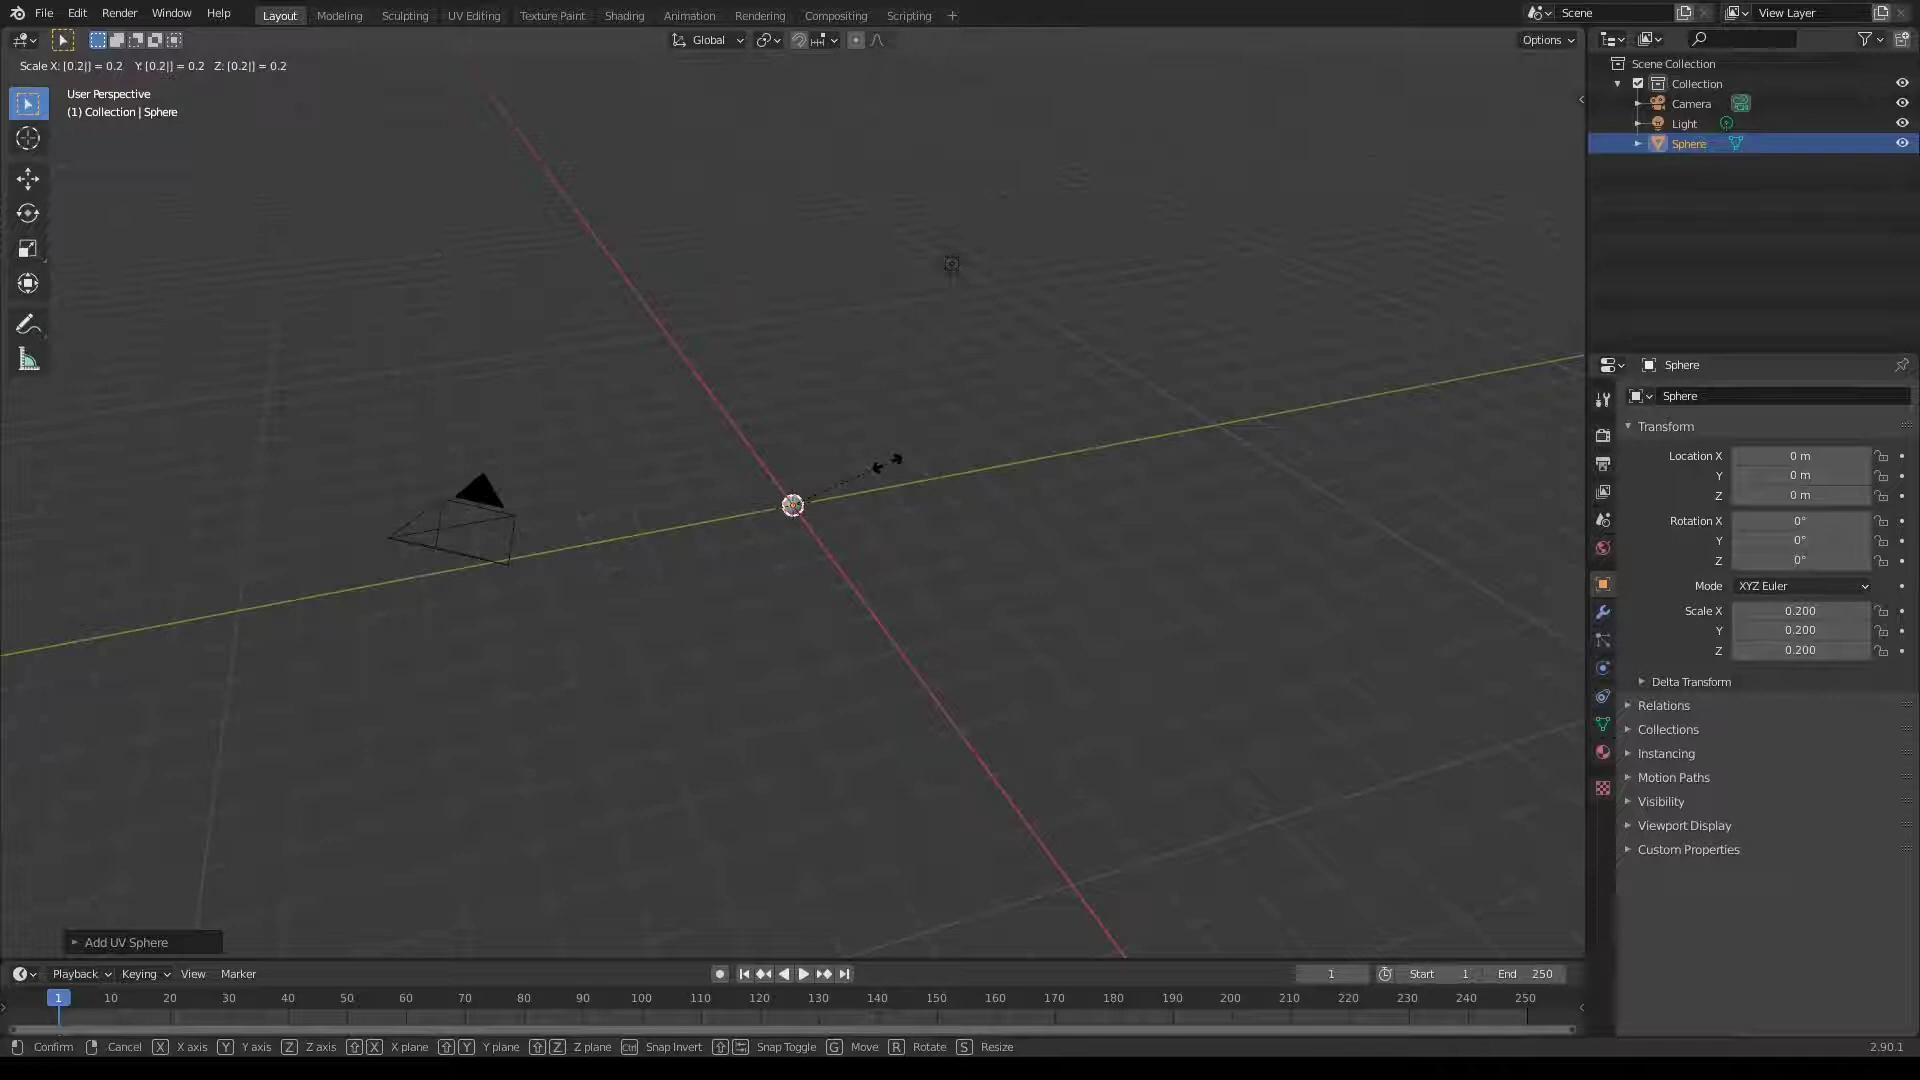 File Edit Render Window Help Layout Modeling Sculpting UV Editing Texture Paint Shading Animation Rendering Compositing Scripting + Scene View Layer
Global Options
Scale X: [0.2|] = 0.2 Y: [0.2|] = 0.2 Z: [0.2|] = 0.2
User Perspective
(1) Collection | Sphere
Scene Collection
Collection
Camera
Light
Sphere
Sphere
Sphere
Transform
Location X 0 m
Y 0 m
Z 0 m
Rotation X 0°
Y 0°
Z 0°
Mode XYZ Euler
Scale X 0.200
Y 0.200
Z 0.200
Delta Transform
Relations
Collections
Instancing
Motion Paths
Visibility
Viewport Display
Custom Properties
Add UV Sphere
Playback Keying View Marker 1 Start 1 End 250
1 10 20 30 40 50 60 70 80 90 100 110 120 130 140 150 160 170 180 190 200 210 220 230 240 250
Confirm Cancel X X axis Y Y axis Z Z axis X X plane Y Y plane Z Z plane Ctrl Snap Invert Snap Toggle G Move R Rotate S Resize 2.90.1